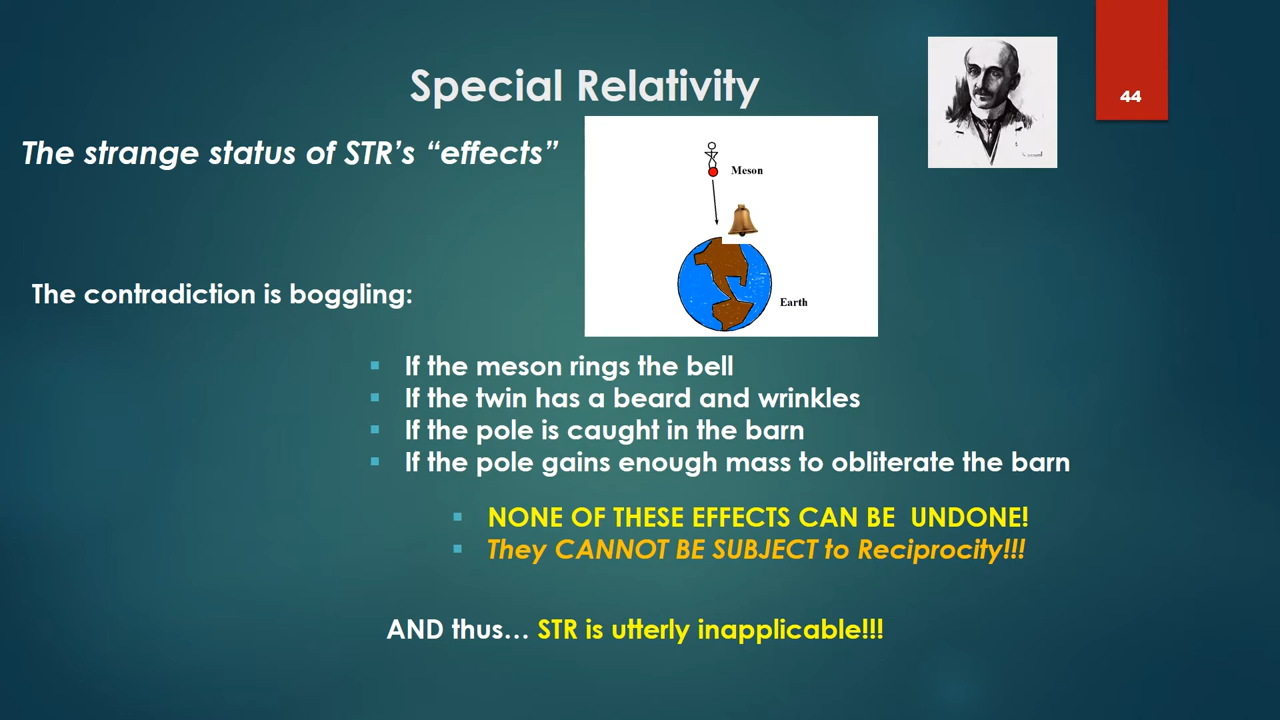 Special Relativity
44
The strange status of STR's “effects”
Meson
Earth
The contradiction is boggling:
If the meson rings the bell
If the twin has a beard and wrinkles
If the pole is caught in the barn
If the pole gains enough mass to obliterate the barn
NONE OF THESE EFFECTS CAN BE UNDONE!
They CANNOT BE SUBJECT to Reciprocity!!!
AND thus… STR is utterly inapplicable!!!